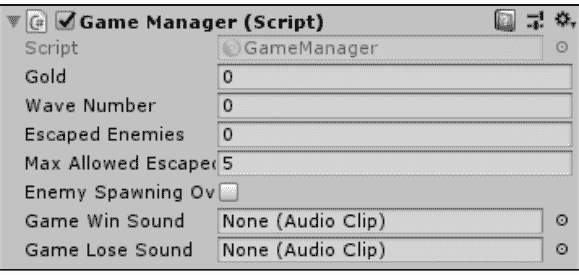 Game Manager (Script)
Script GameManager
Gold 0
Wave Number 0
Escaped Enemies 0
Max Allowed Escaped 5
Enemy Spawning Ov
Game Win Sound None (Audio Clip)
Game Lose Sound None (Audio Clip)